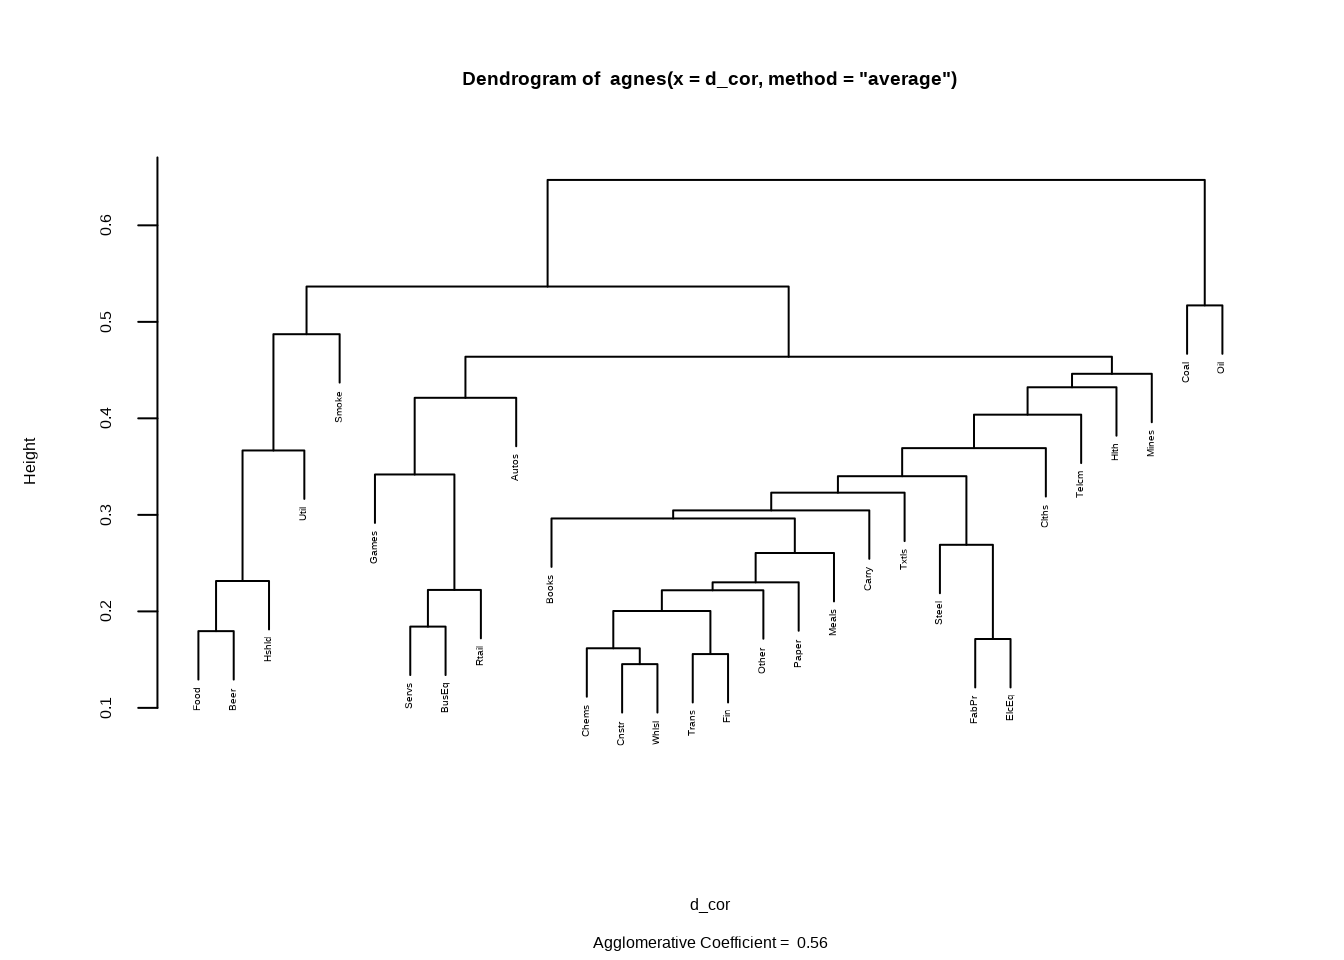 Dendrogram of  agnes(x = d_cor, method = "average")
Height
0.6
0.5
0.4
0.3
0.2
0.1
Food
Beer
Hshld
Util
Smoke
Games
Servs
BusEq
Rtail
Autos
Books
Chems
Cnstr
Whlsl
Trans
Fin
Other
Paper
Meals
Carry
Txtls
Steel
FabPr
ElcEq
Clths
Telcm
Hlth
Mines
Coal
Oil
d_cor
Agglomerative Coefficient =  0.56